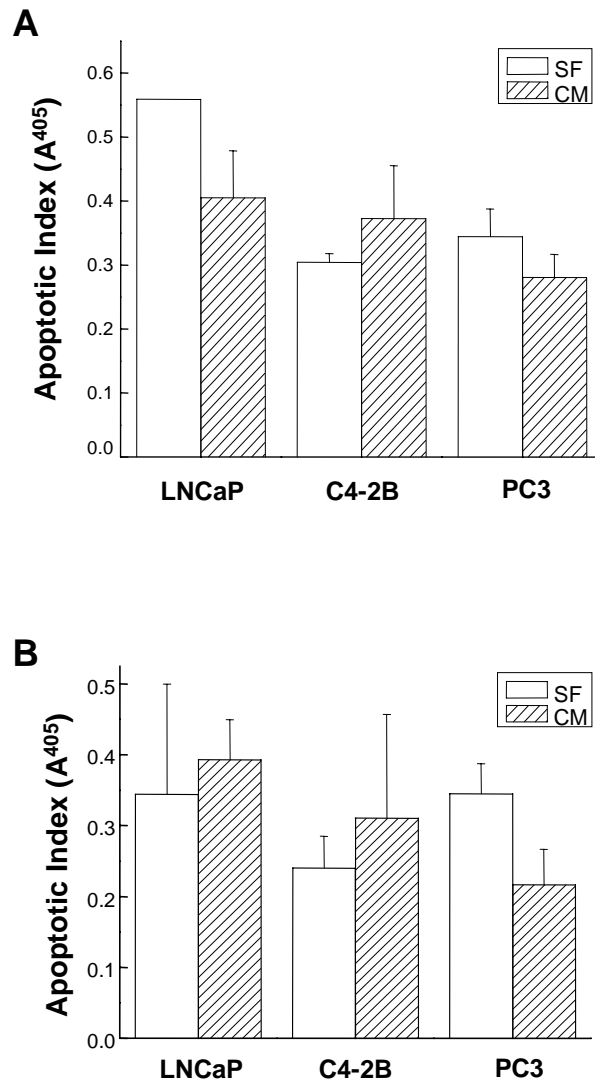 A
SF
CM
0.6
0.5
0.4
0.3
0.2
0.1
0.0
Apoptotic Index (A405)
LNCaP C4-2B PC3
B
SF
CM
0.5
0.4
0.3
0.2
0.1
0.0
Apoptotic Index (A405)
LNCaP C4-2B PC3